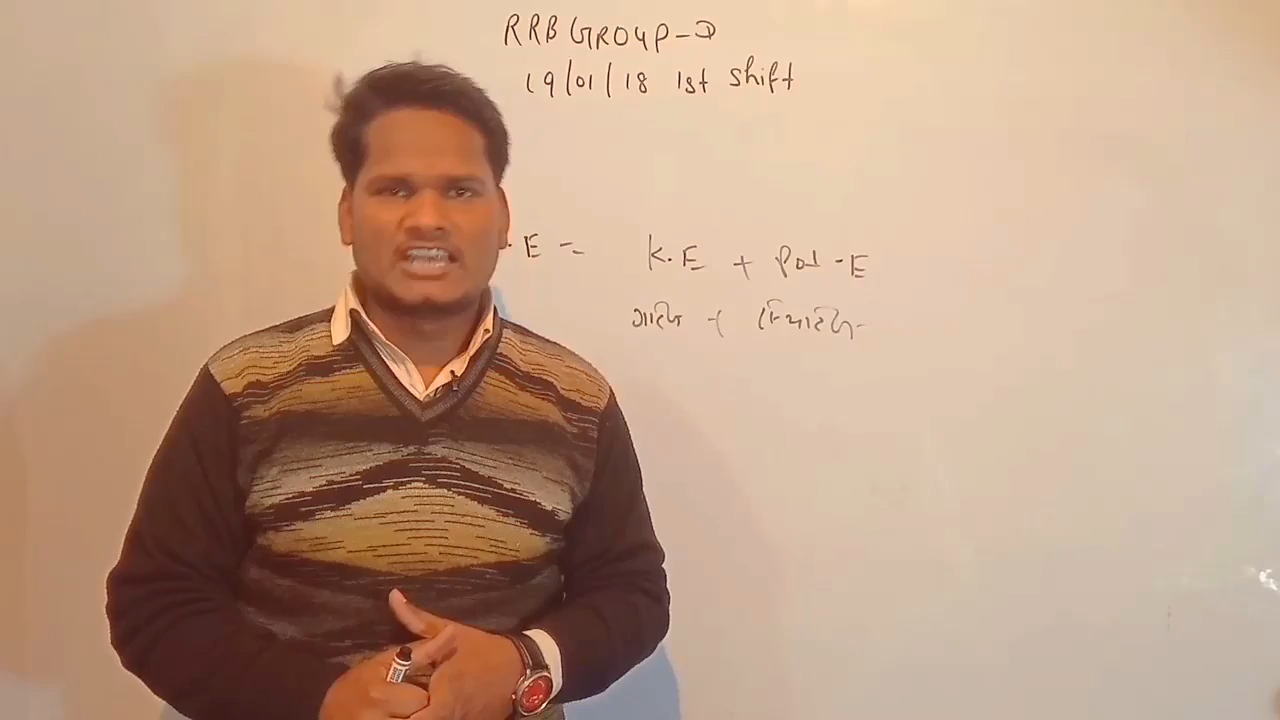 RRB GROUP-D
19/01/18 1st shift
. E = K.E + Pot-E
गतिज + स्थितिज